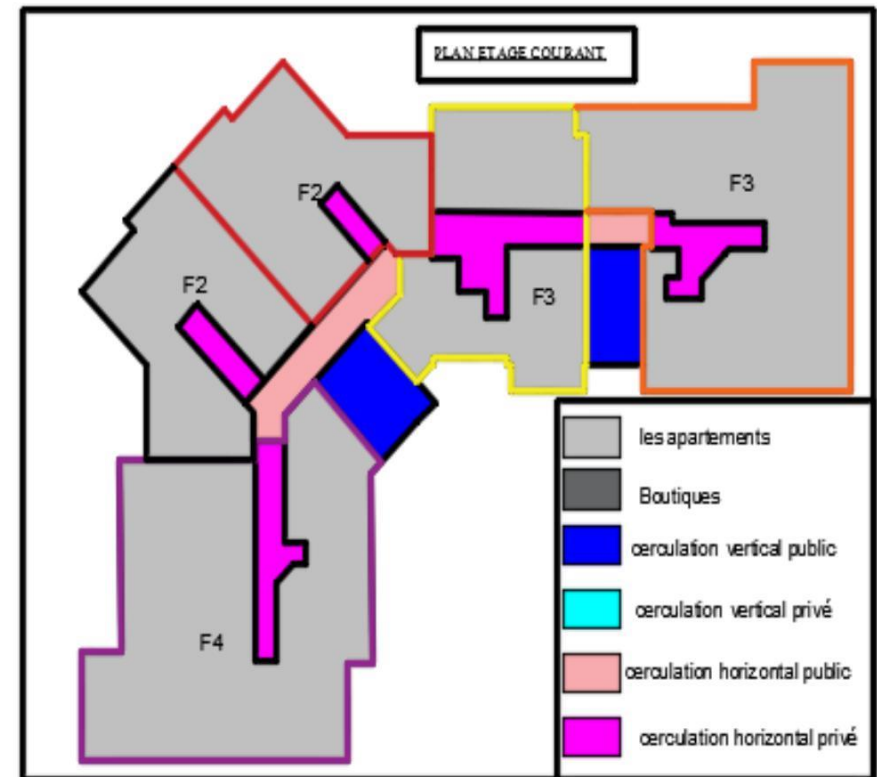 PLAN ETAGE COURANT
F3
F2
F2
F3
F4
les apartements
Boutiques
cerculation vertical public
cerculation vertical privé
cerculation horizontal public
cerculation horizontal privé